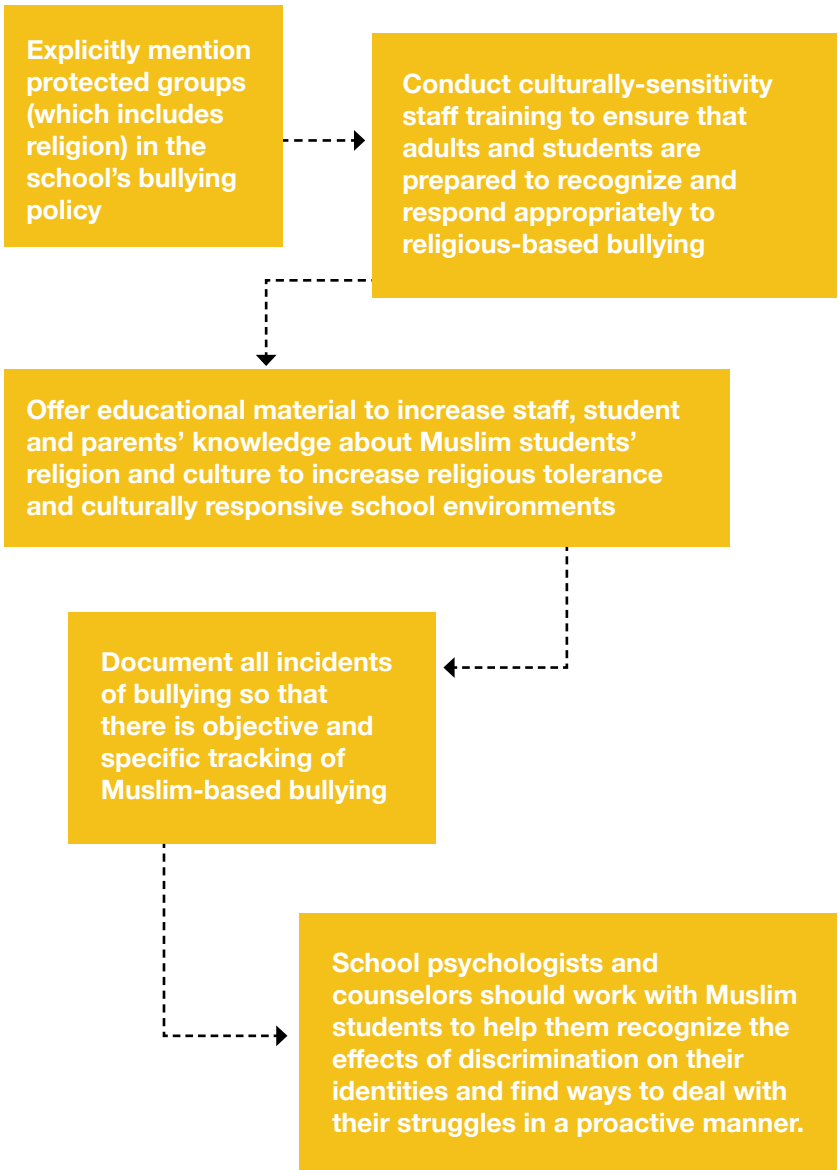 Explicitly mention
protected groups
(which includes
religion) in the
school’s bullying
policy
Conduct culturally-sensitivity
staff training to ensure that
adults and students are
prepared to recognize and
respond appropriately to
religious-based bullying
Offer educational material to increase staff, student
and parents’ knowledge about Muslim students’
religion and culture to increase religious tolerance
and culturally responsive school environments
Document all incidents
of bullying so that
there is objective and
specific tracking of
Muslim-based bullying
School psychologists and
counselors should work with Muslim
students to help them recognize the
effects of discrimination on their
identities and find ways to deal with
their struggles in a proactive manner.